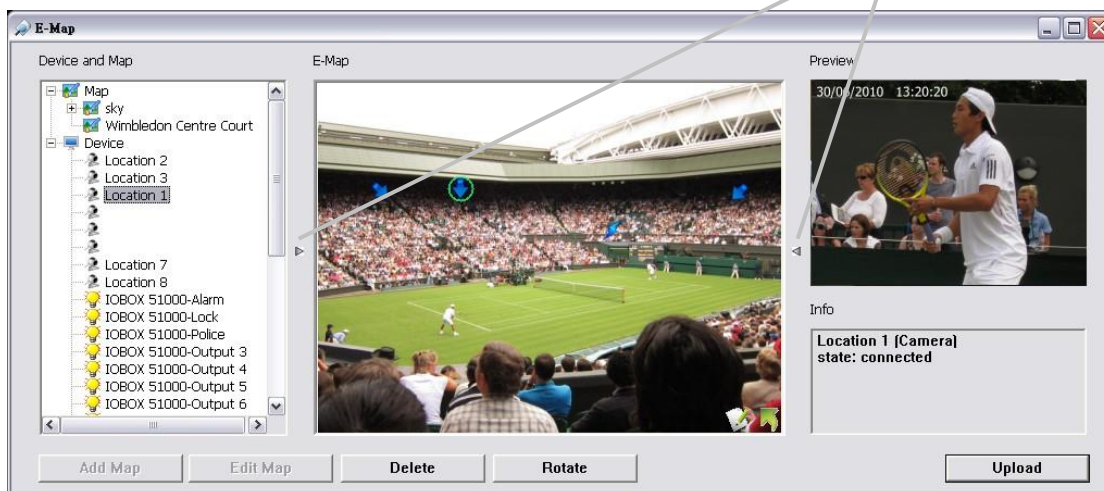 E-Map
Device and Map
Map
sky
Wimbledon Centre Court
Device
Location 2
Location 3
Location 1
Location 7
Location 8
IOBOX 51000-Alarm
IOBOX 51000-Lock
IOBOX 51000-Police
IOBOX 51000-Output 3
IOBOX 51000-Output 4
IOBOX 51000-Output 5
IOBOX 51000-Output 6
E-Map
Preview
30/06/2010 13:20:20
Info
Location 1 (Camera)
state: connected
Add Map
Edit Map
Delete
Rotate
Upload